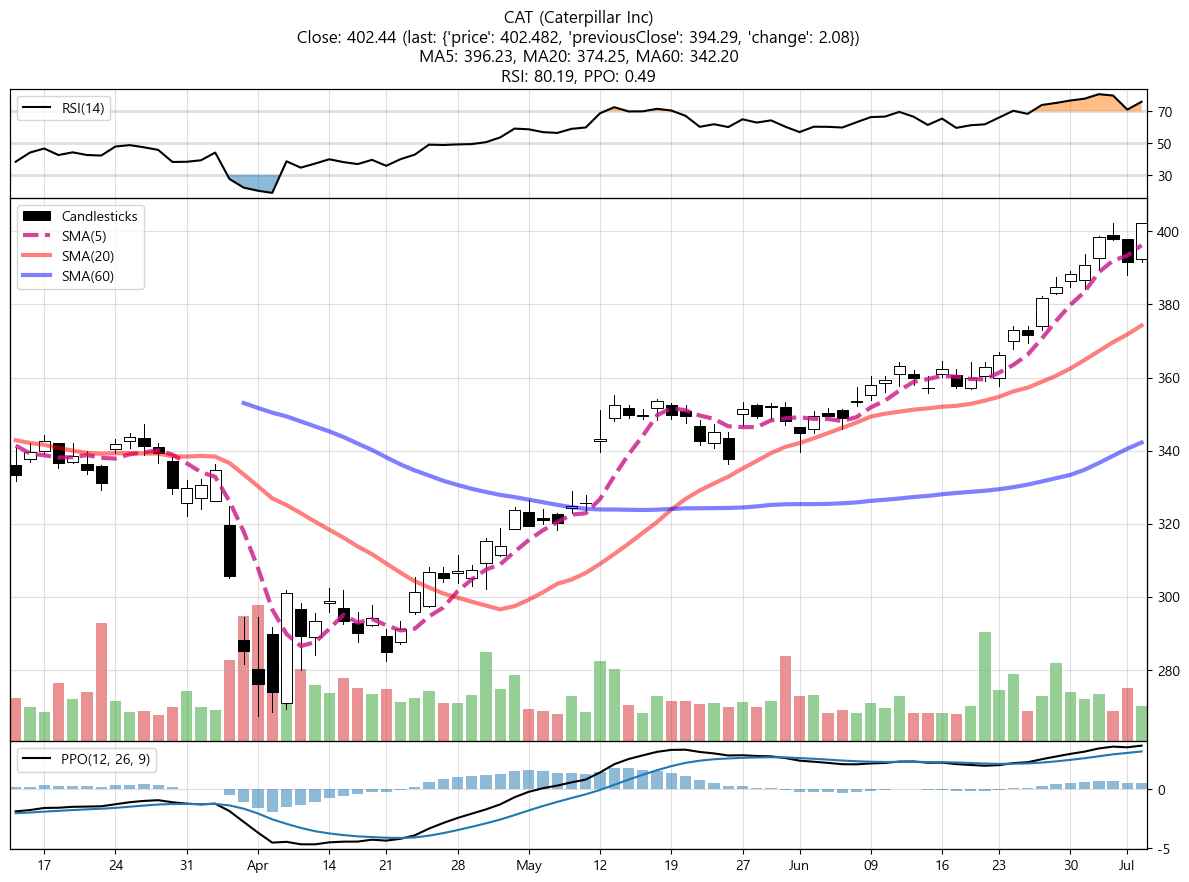 CAT (Caterpillar Inc)
Close: 402.44 (last: {'price': 402.482, 'previousClose': 394.29, 'change': 2.08})
MA5: 396.23, MA20: 374.25, MA60: 342.20
RSI: 80.19, PPO: 0.49
RSI(14)
70
50
30
Candlesticks
SMA(5)
SMA(20)
SMA(60)
400
380
360
340
320
300
280
PPO(12, 26, 9)
0
-5
17 24 31 Apr 14 21 28 May 12 19 27 Jun 09 16 23 30 Jul